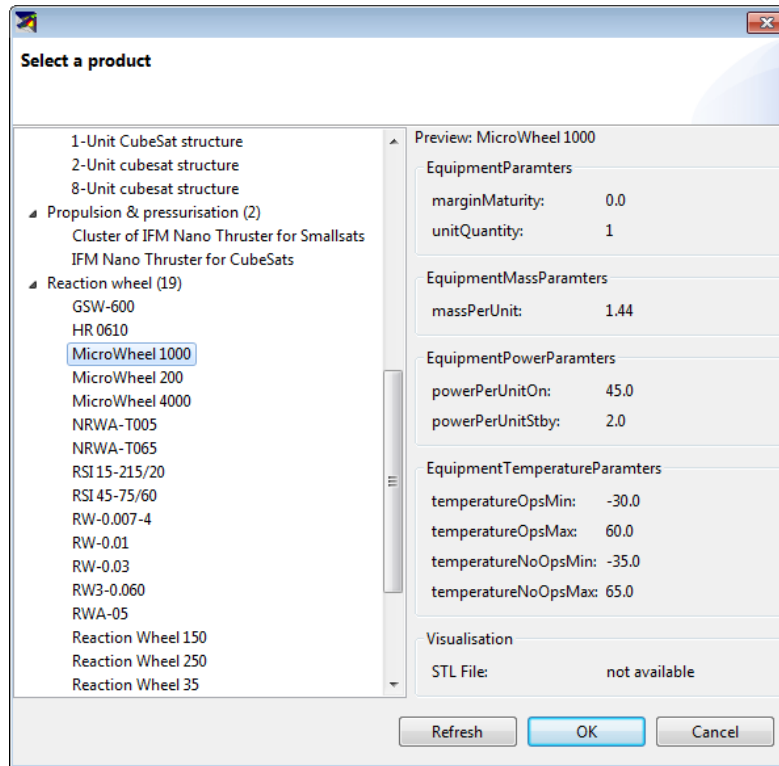 Select a product
1-Unit CubeSat structure
2-Unit cubesat structure
8-Unit cubesat structure
Propulsion & pressurisation (2)
Cluster of IFM Nano Thruster for Smallsats
IFM Nano Thruster for CubeSats
Reaction wheel (19)
GSW-600
HR 0610
MicroWheel 1000
MicroWheel 200
MicroWheel 4000
NRWA-T005
NRWA-T065
RSI 15-215/20
RSI 45-75/60
RW-0.007-4
RW-0.01
RW-0.03
RW3-0.060
RWA-05
Reaction Wheel 150
Reaction Wheel 250
Reaction Wheel 35
Preview: MicroWheel 1000
EquipmentParamters
marginMaturity: 0.0
unitQuantity: 1
EquipmentMassParamters
massPerUnit: 1.44
EquipmentPowerParamters
powerPerUnitOn: 45.0
powerPerUnitStby: 2.0
EquipmentTemperatureParamters
temperatureOpsMin: -30.0
temperatureOpsMax: 60.0
temperatureNoOpsMin: -35.0
temperatureNoOpsMax: 65.0
Visualisation
STL File: not available
Refresh OK Cancel